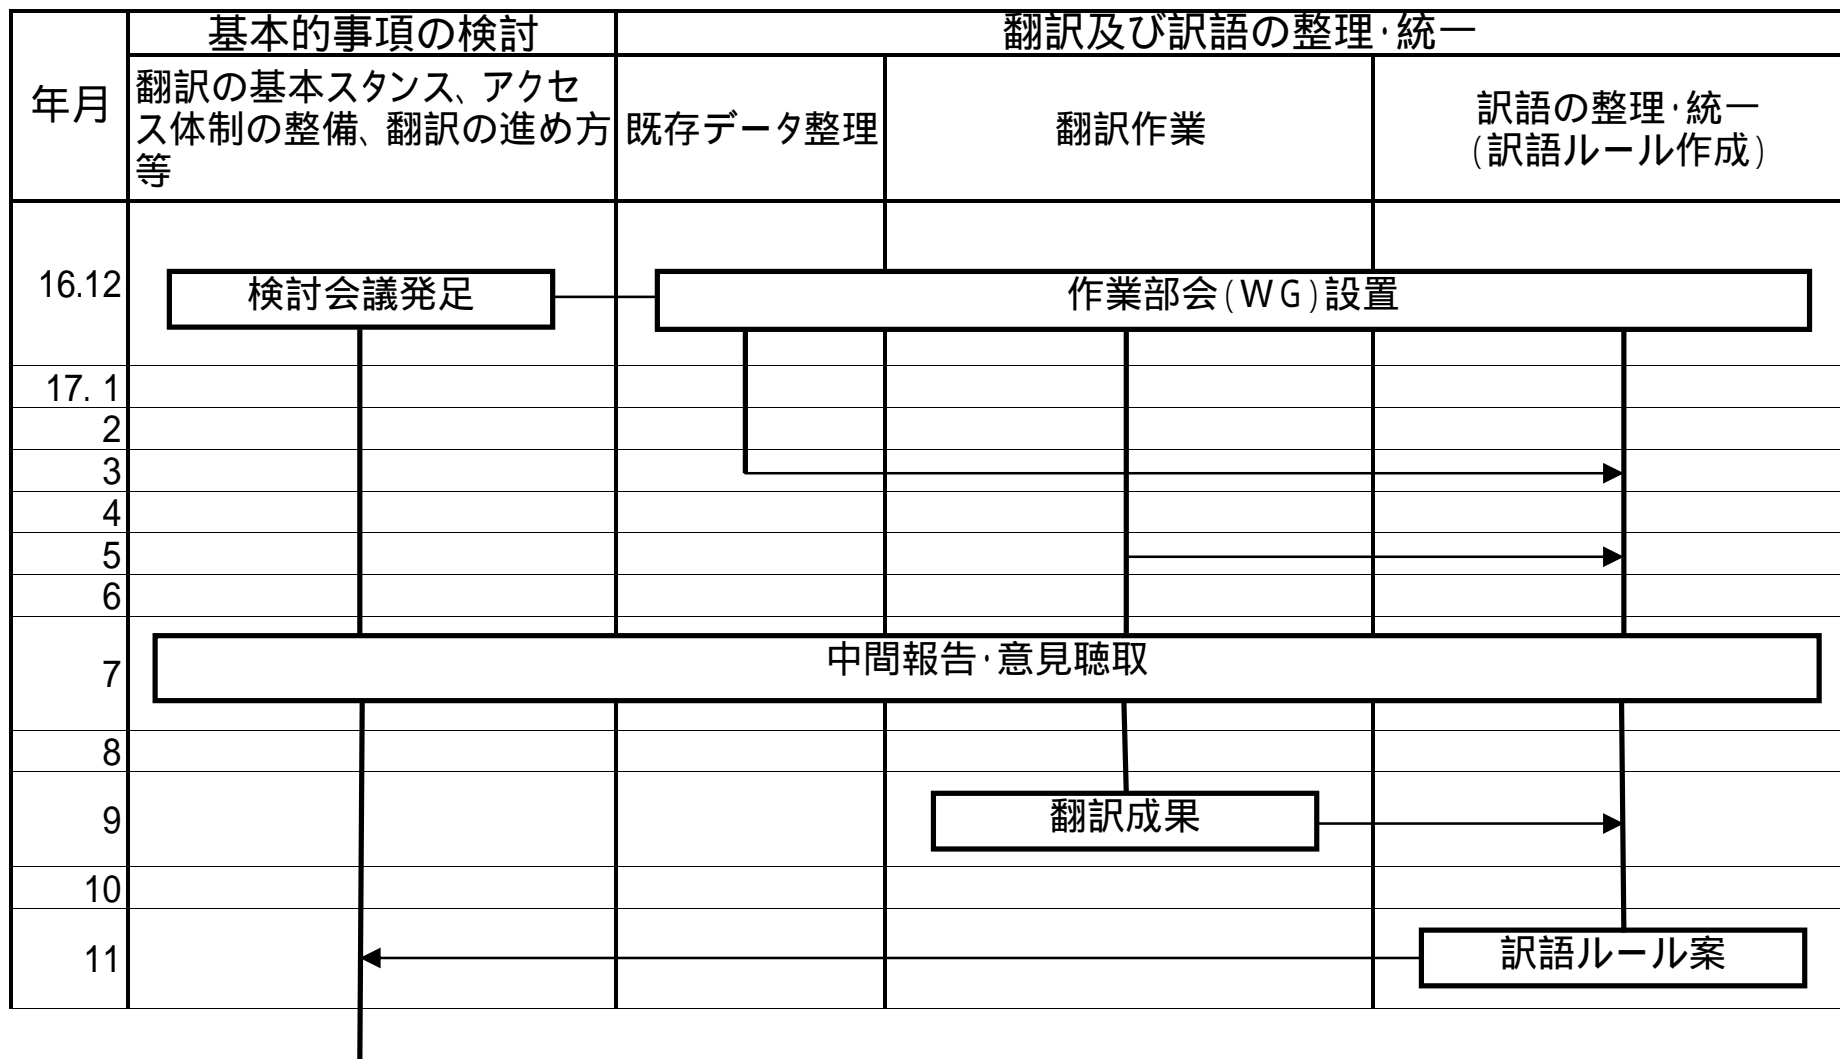 基本的事項の検討
翻訳及び訳語の整理・統一
年月
翻訳の基本スタンス、アクセ
ス体制の整備、翻訳の進め方
等
既存データ整理
翻訳作業
訳語の整理・統一
(訳語ルール作成)
16.12
検討会議発足
作業部会(WG)設置
17. 1
2
3
4
5
6
7
中間報告・意見聴取
8
9
翻訳成果
10
11
訳語ルール案